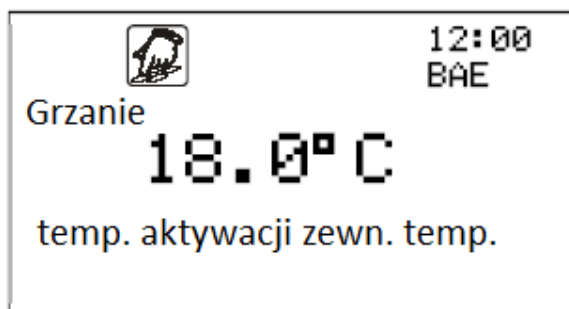 12:00
BAE
Grzanie
18.0°C
temp. aktywacji zewn. temp.